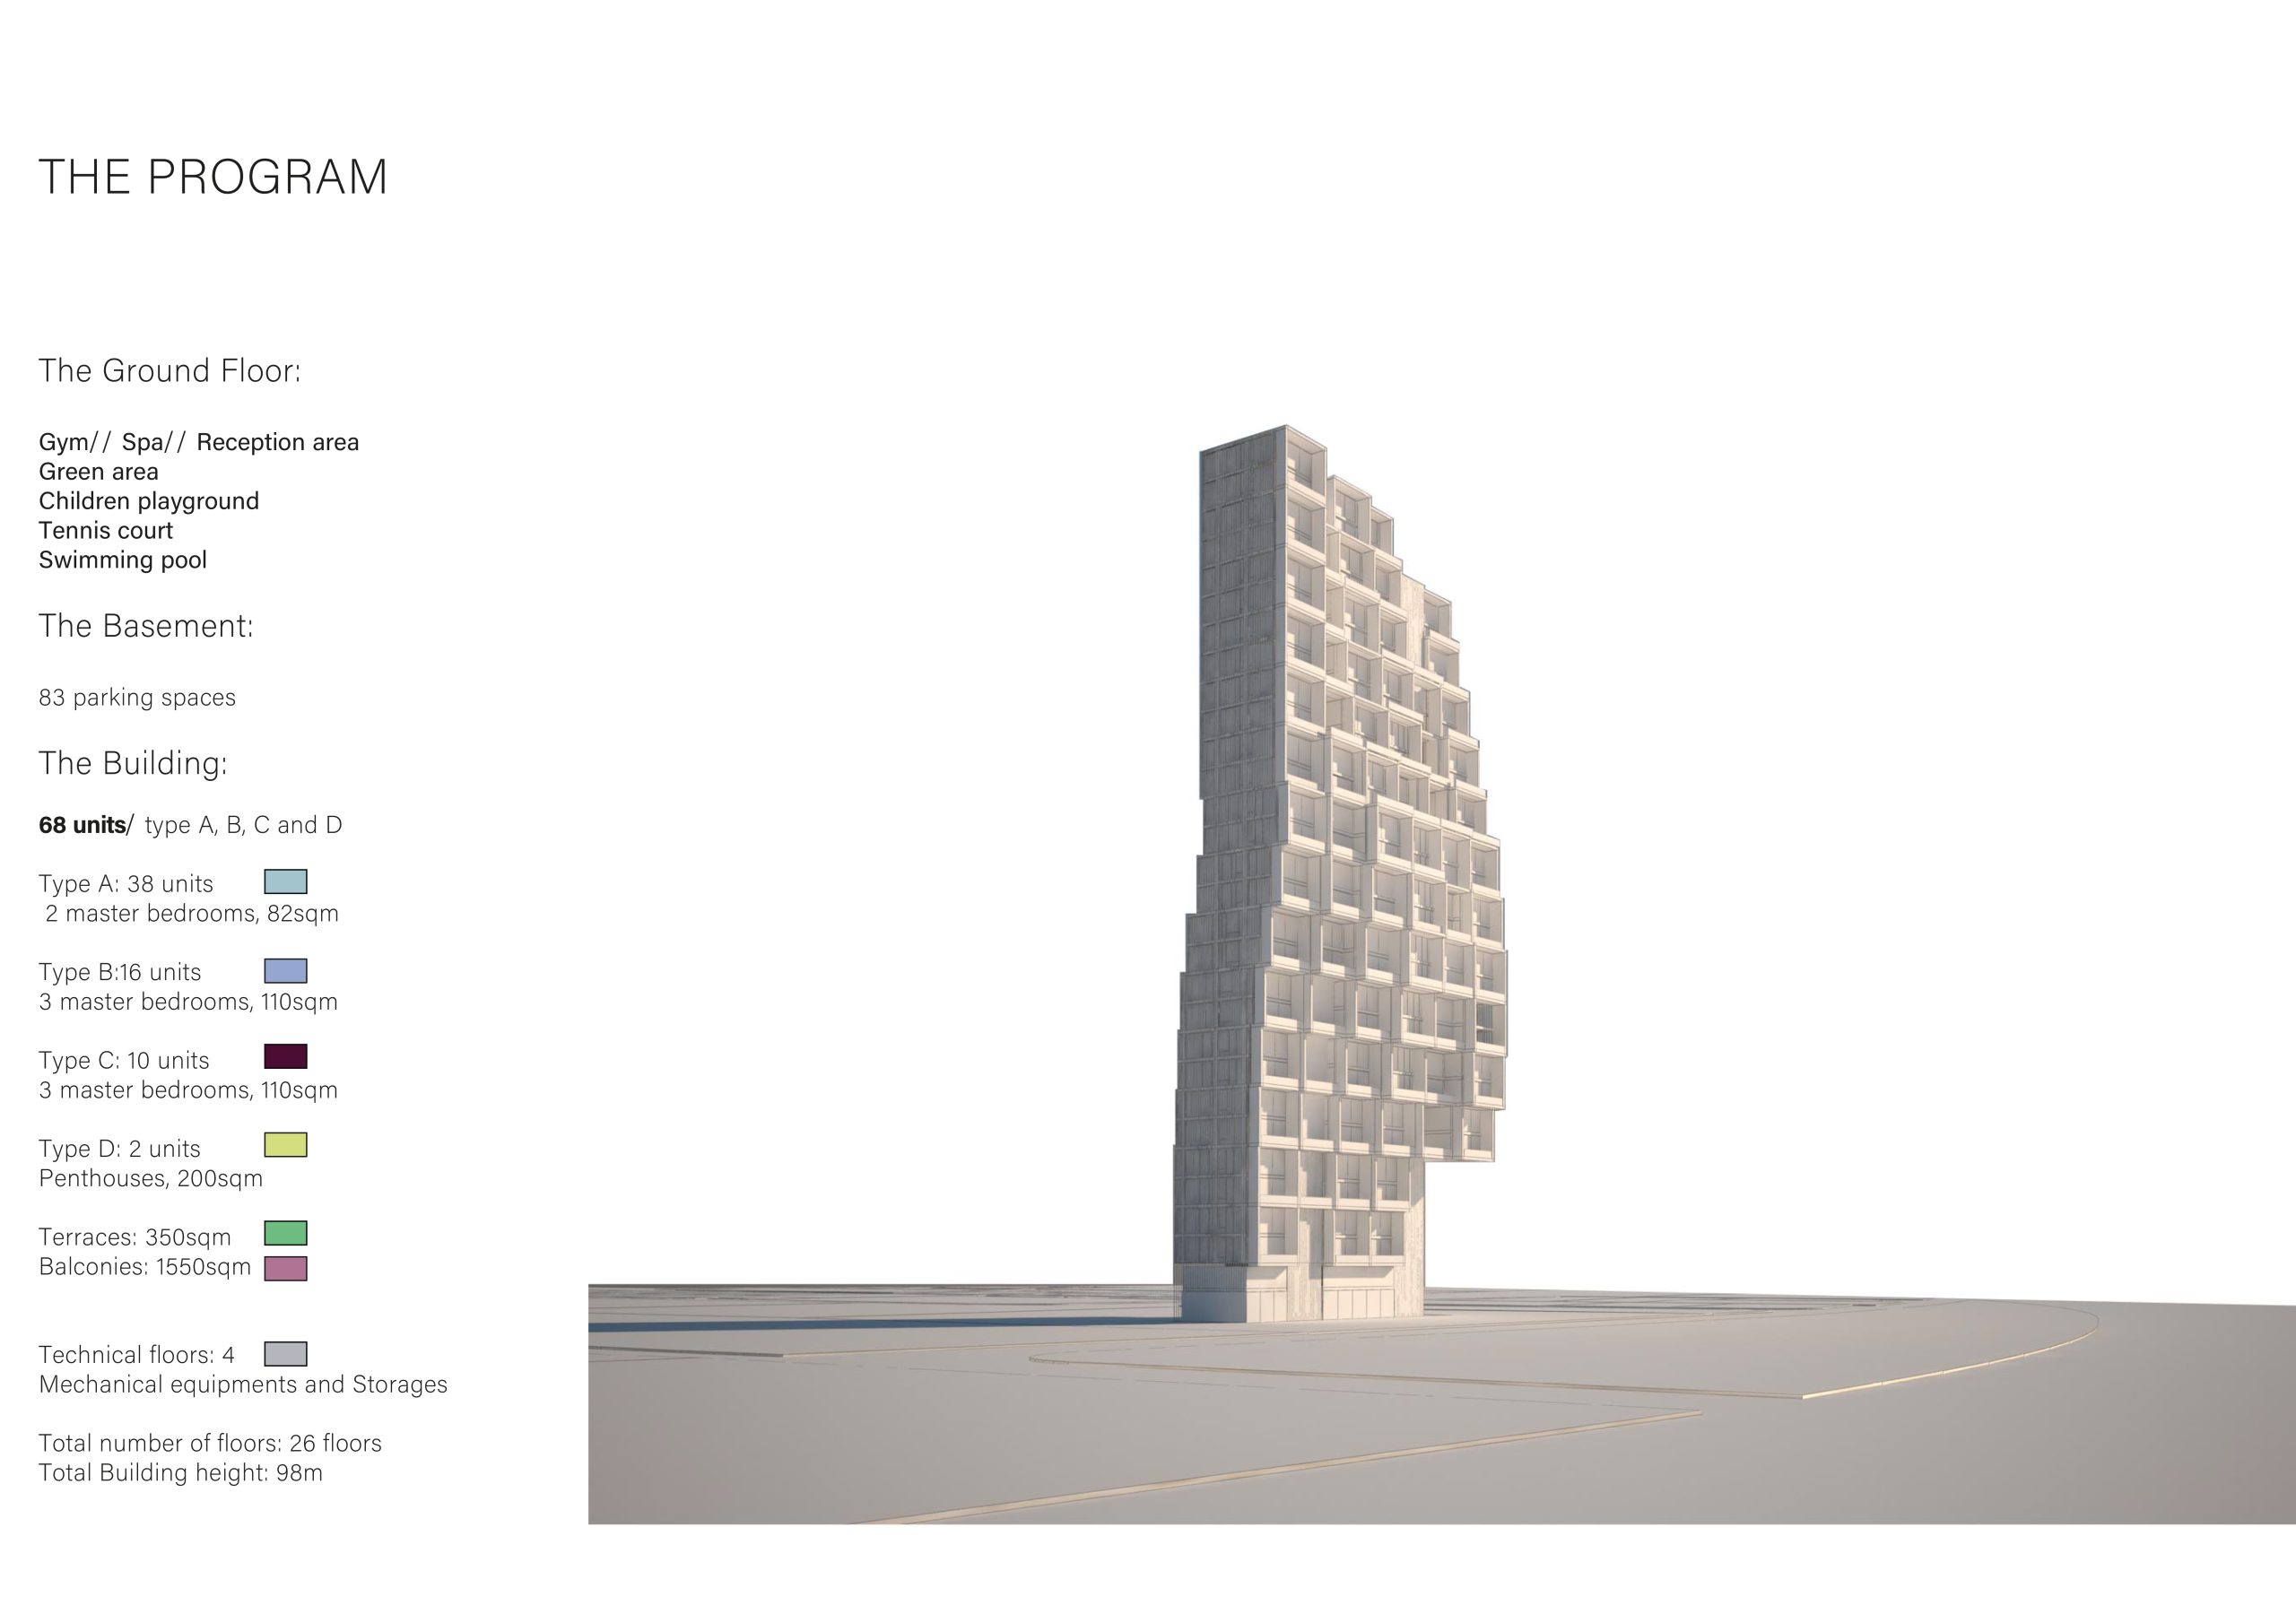 THE PROGRAM
The Ground Floor:
Gym// Spa// Reception area
Green area
Children playground
Tennis court
Swimming pool
The Basement:
83 parking spaces
The Building:
68 units/ type A, B, C and D
Type A: 38 units
2 master bedrooms, 82sqm
Type B:16 units
3 master bedrooms, 110sqm
Type C: 10 units
3 master bedrooms, 110sqm
Type D: 2 units
Penthouses, 200sqm
Terraces: 350sqm
Balconies: 1550sqm
Technical floors: 4
Mechanical equipments and Storages
Total number of floors: 26 floors
Total Building height: 98m